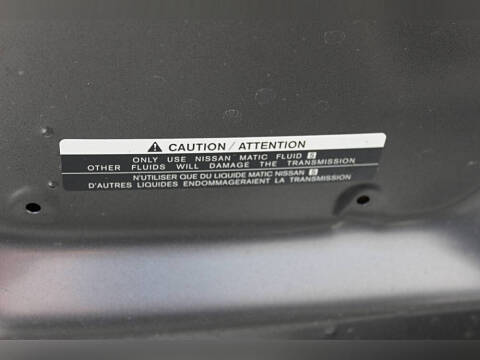 ⚠ CAUTION / ATTENTION
ONLY USE NISSAN MATIC FLUID S
OTHER FLUIDS WILL DAMAGE THE TRANSMISSION
N'UTILISER QUE DU LIQUIDE MATIC NISSAN S
D'AUTRES LIQUIDES ENDOMMAGERAIENT LA TRANSMISSION